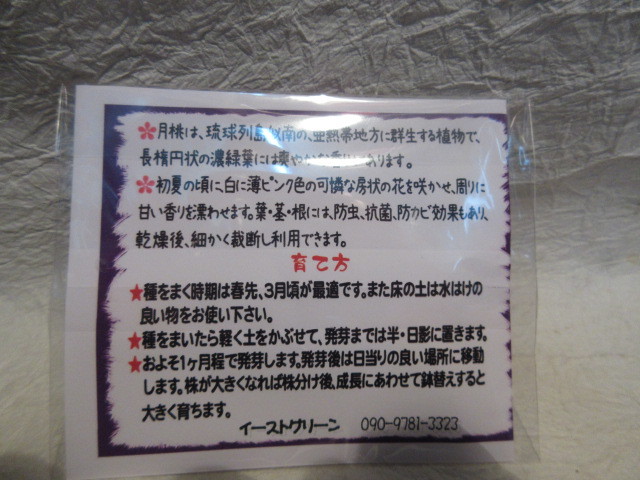 月桃は、琉球列島以南の、亜熱帯地方に群生する植物で、
長楕円状の濃緑葉には爽やかな香りがあります。
初夏の頃に、白に薄ピンク色の可憐な房状の花を咲かせ、周りに
甘い香りを漂わせます。葉・茎・根には、防虫、抗菌、防カビ効果もあり、
乾燥後、細かく裁断し利用できます。
育て方
★種をまく時期は春先、3月頃が最適です。また床の土は水はけの
良い物をお使い下さい。
★種をまいたら軽く土をかぶせて、発芽までは半・日影に置きます。
★およそ1ヶ月程で発芽します。発芽後は日当りの良い場所に移動
します。株が大きくなれば株分け後、成長にあわせて鉢替えすると
大きく育ちます。
イーストグリーン 090-9781-3323